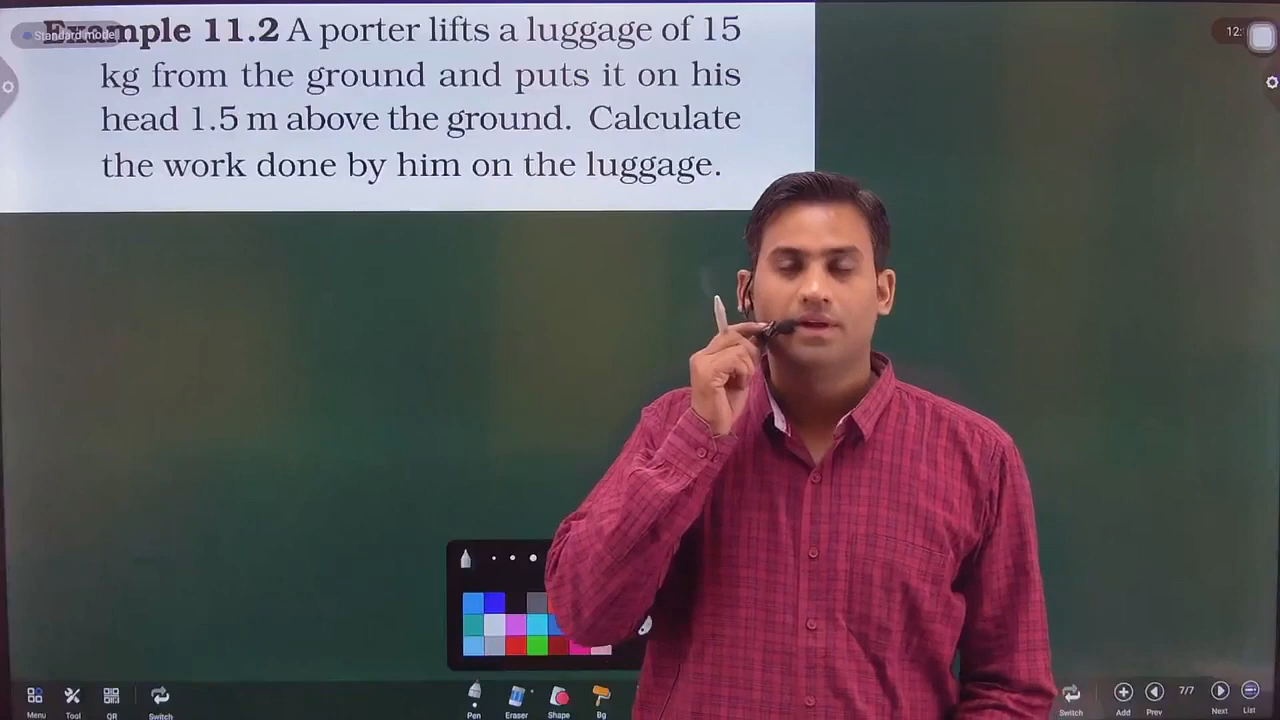 Example 11.2 A porter lifts a luggage of 15
kg from the ground and puts it on his
head 1.5 m above the ground. Calculate
the work done by him on the luggage.
Standard model
12:
Menu
Tool
QR
Switch
Pen
Eraser
Shape
Bg
Switch
Add
Prev
7/7
Next
List